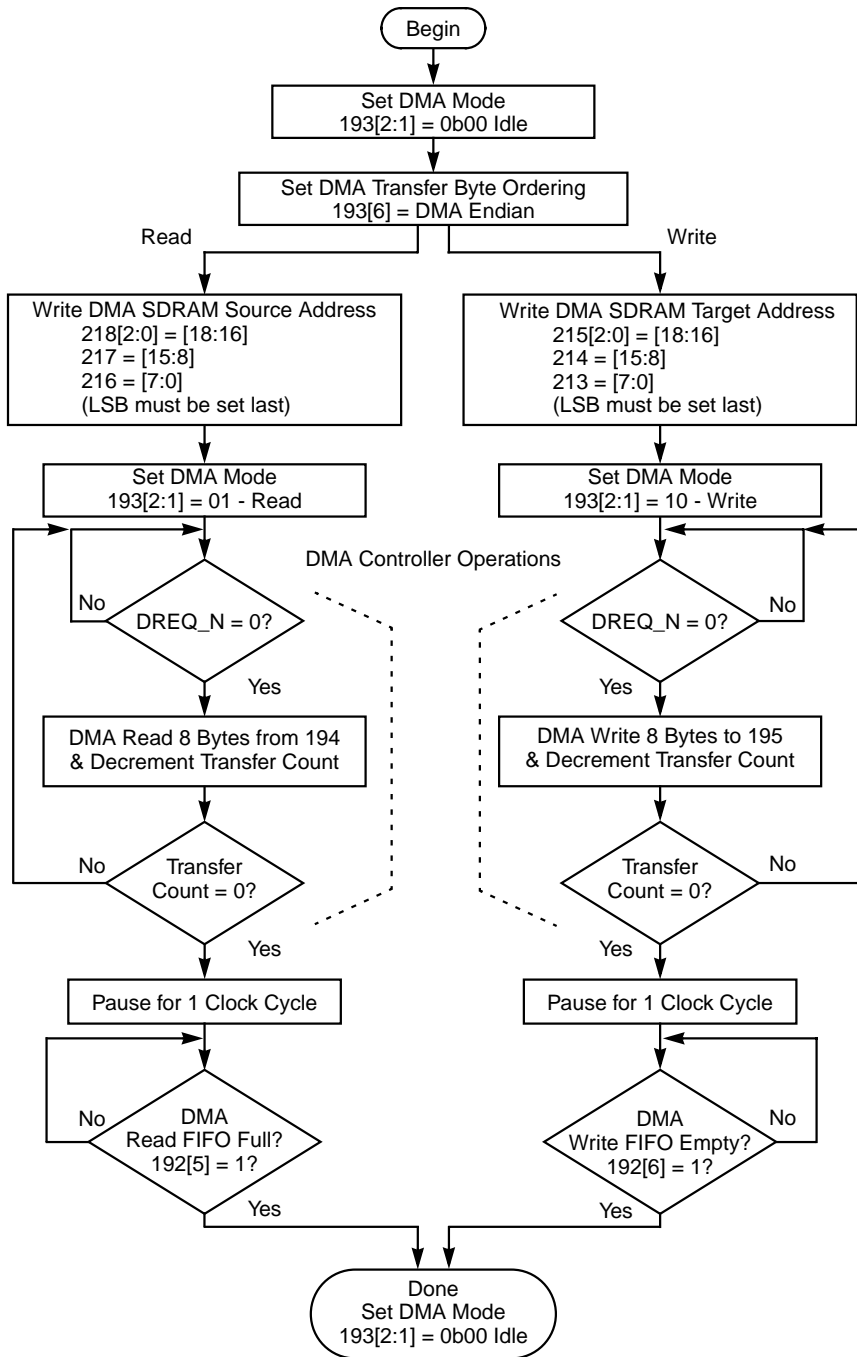 Begin
Set DMA Mode
193[2:1] = 0b00 Idle
Set DMA Transfer Byte Ordering
193[6] = DMA Endian
Read
Write
Write DMA SDRAM Source Address
218[2:0] = [18:16]
217 = [15:8]
216 = [7:0]
(LSB must be set last)
Write DMA SDRAM Target Address
215[2:0] = [18:16]
214 = [15:8]
213 = [7:0]
(LSB must be set last)
Set DMA Mode
193[2:1] = 01 - Read
Set DMA Mode
193[2:1] = 10 - Write
DMA Controller Operations
No
DREQ_N = 0?
Yes
DREQ_N = 0?
No
Yes
DMA Read 8 Bytes from 194
& Decrement Transfer Count
DMA Write 8 Bytes to 195
& Decrement Transfer Count
No
Transfer
Count = 0?
Yes
Transfer
Count = 0?
No
Yes
Pause for 1 Clock Cycle
Pause for 1 Clock Cycle
No
DMA
Read FIFO Full?
192[5] = 1?
Yes
DMA
Write FIFO Empty?
192[6] = 1?
No
Yes
Done
Set DMA Mode
193[2:1] = 0b00 Idle